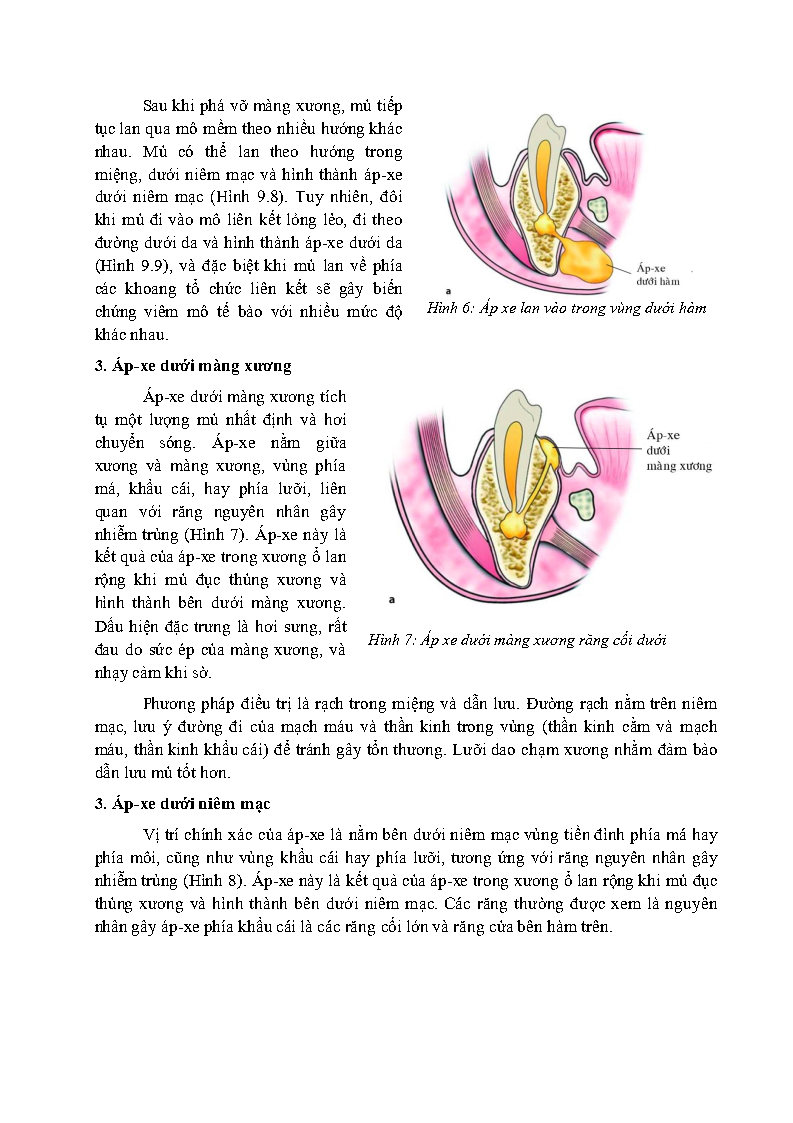 Sau khi phá vỡ màng xương, mủ tiếp
tục lan qua mô mềm theo nhiều hướng khác
nhau. Mủ có thể lan theo hướng trong
miệng, dưới niêm mạc và hình thành áp-xe
dưới niêm mạc (Hình 9.8). Tuy nhiên, đôi
khi mủ đi vào mô liên kết lỏng lẻo, đi theo
đường dưới da và hình thành áp-xe dưới da
(Hình 9.9), và đặc biệt khi mủ lan về phía
các khoang tổ chức liên kết sẽ gây biến
chứng viêm mô tế bào với nhiều mức độ
khác nhau.
Áp-xe
dưới hàm
a
Hình 6: Áp xe lan vào trong vùng dưới hàm
3. Áp-xe dưới màng xương
Áp-xe dưới màng xương tích
tụ một lượng mủ nhất định và hơi
chuyển sóng. Áp-xe nằm giữa
xương và màng xương, vùng phía
má, khẩu cái, hay phía lưỡi, liên
quan với răng nguyên nhân gây
nhiễm trùng (Hình 7). Áp-xe này là
kết quả của áp-xe trong xương ổ lan
rộng khi mủ đục thủng xương và
hình thành bên dưới màng xương.
Dấu hiện đặc trưng là hơi sưng, rất
đau do sức ép của màng xương, và
nhạy cảm khi sờ.
Áp-xe
dưới
màng xương
a
Hình 7: Áp xe dưới màng xương răng cối dưới
Phương pháp điều trị là rạch trong miệng và dẫn lưu. Đường rạch nằm trên niêm
mạc, lưu ý đường đi của mạch máu và thần kinh trong vùng (thần kinh cằm và mạch
máu, thần kinh khẩu cái) để tránh gây tổn thương. Lưỡi dao chạm xương nhằm đảm bảo
dẫn lưu mủ tốt hơn.
3. Áp-xe dưới niêm mạc
Vị trí chính xác của áp-xe là nằm bên dưới niêm mạc vùng tiền đình phía má hay
phía môi, cũng như vùng khẩu cái hay phía lưỡi, tương ứng với răng nguyên nhân gây
nhiễm trùng (Hình 8). Áp-xe này là kết quả của áp-xe trong xương ổ lan rộng khi mủ đục
thủng xương và hình thành bên dưới niêm mạc. Các răng thường được xem là nguyên
nhân gây áp-xe phía khẩu cái là các răng cối lớn và răng cửa bên hàm trên.